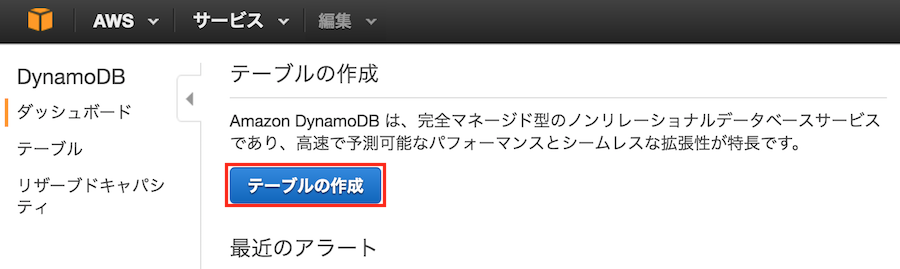 AWS サービス 編集
DynamoDB
ダッシュボード
テーブル
リザーブドキャパシ
ティ
テーブルの作成
Amazon DynamoDB は、完全マネージド型のノンリレーショナルデータベースサービス
であり、高速で予測可能なパフォーマンスとシームレスな拡張性が特長です。
テーブルの作成
最近のアラート